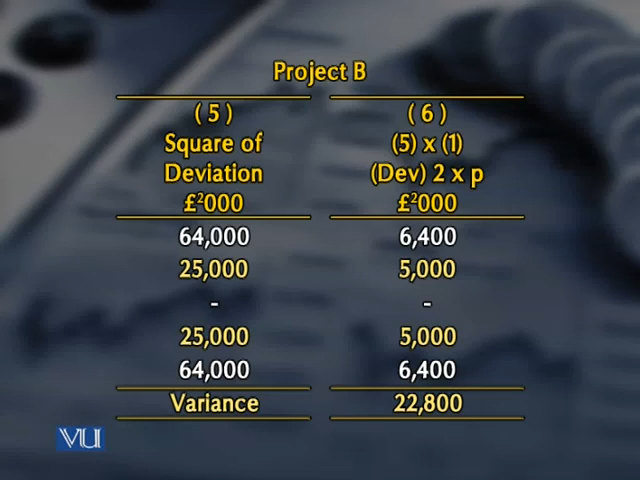 Project B
( 5 ) ( 6 )
Square of (5) x (1)
Deviation (Dev) 2 x p
£²000 £²000
64,000 6,400
25,000 5,000
- -
25,000 5,000
64,000 6,400
Variance 22,800
VU